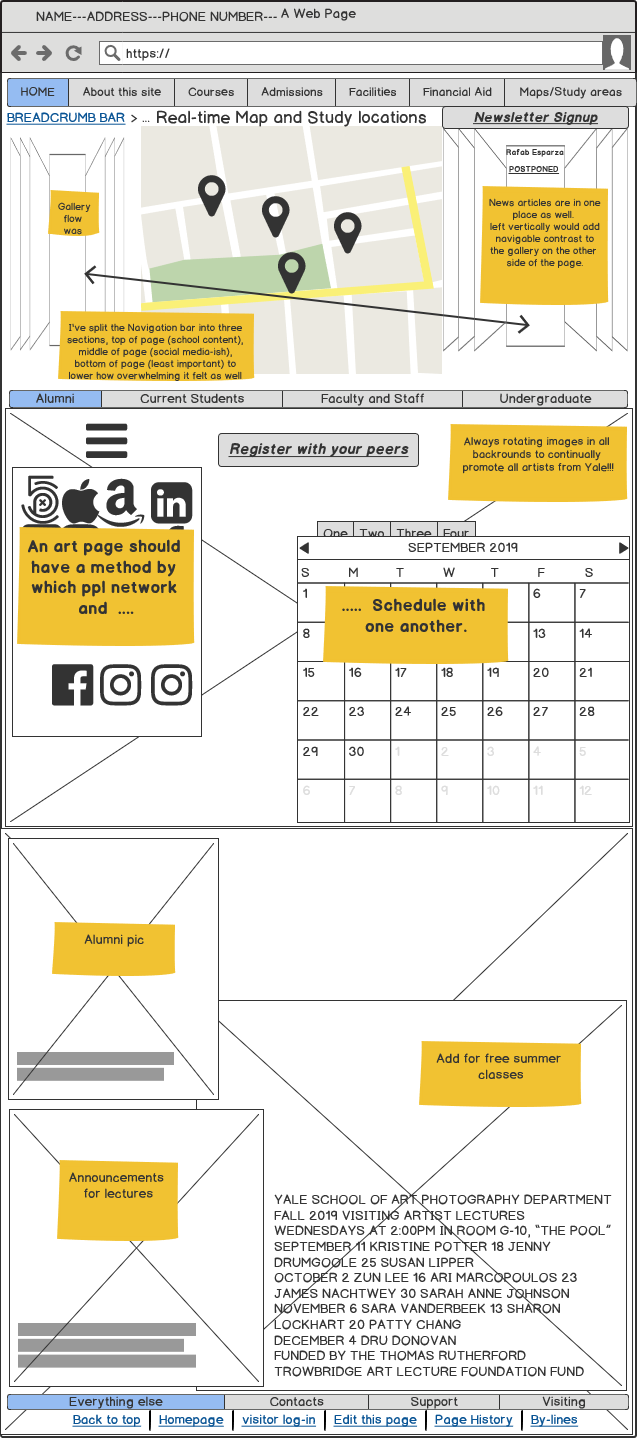 NAME---ADDRESS---PHONE NUMBER---
A Web Page
https://
HOME
About this site
Courses
Admissions
Facilities
Financial Aid
Maps/Study areas
BREADCRUMB BAR > ...
Real-time Map and Study locations
Newsletter Signup
Gallery
flow
was
Rafab Esparza
POSTPONED
News articles are in one
place as well.
left vertically would add
navigable contrast to
the gallery on the other
side of the page.
I've split the Navigation bar into three
sections, top of page (school content),
middle of page (social media-ish),
bottom of page (least important) to
lower how overwhelming it felt as well
Alumni
Current Students
Faculty and Staff
Undergraduate
Register with your peers
Always rotating images in all
backrounds to continually
promote all artists from Yale!!!
An art page should
have a method by
which ppl network
and ....
One Two Three Four
SEPTEMBER 2019
S M T W T F S
1 6 7
8 13 14
15 16 17 18 19 20 21
22 23 24 25 26 27 28
29 30 1 2 3 4 5
6 7 8 9 10 11 12
..... Schedule with
one another.
Alumni pic
Add for free summer
classes
Announcements
for lectures
YALE SCHOOL OF ART PHOTOGRAPHY DEPARTMENT
FALL 2019 VISITING ARTIST LECTURES
WEDNESDAYS AT 2:00PM IN ROOM G-10, “THE POOL”
SEPTEMBER 11 KRISTINE POTTER 18 JENNY
DRUMGOOLE 25 SUSAN LIPPER
OCTOBER 2 ZUN LEE 16 ARI MARCOPOULOS 23
JAMES NACHTWEY 30 SARAH ANNE JOHNSON
NOVEMBER 6 SARA VANDERBEEK 13 SHARON
LOCKHART 20 PATTY CHANG
DECEMBER 4 DRU DONOVAN
FUNDED BY THE THOMAS RUTHERFORD
TROWBRIDGE ART LECTURE FOUNDATION FUND
Everything else
Contacts
Support
Visiting
Back to top
Homepage
visitor log-in
Edit this page
Page History
By-lines